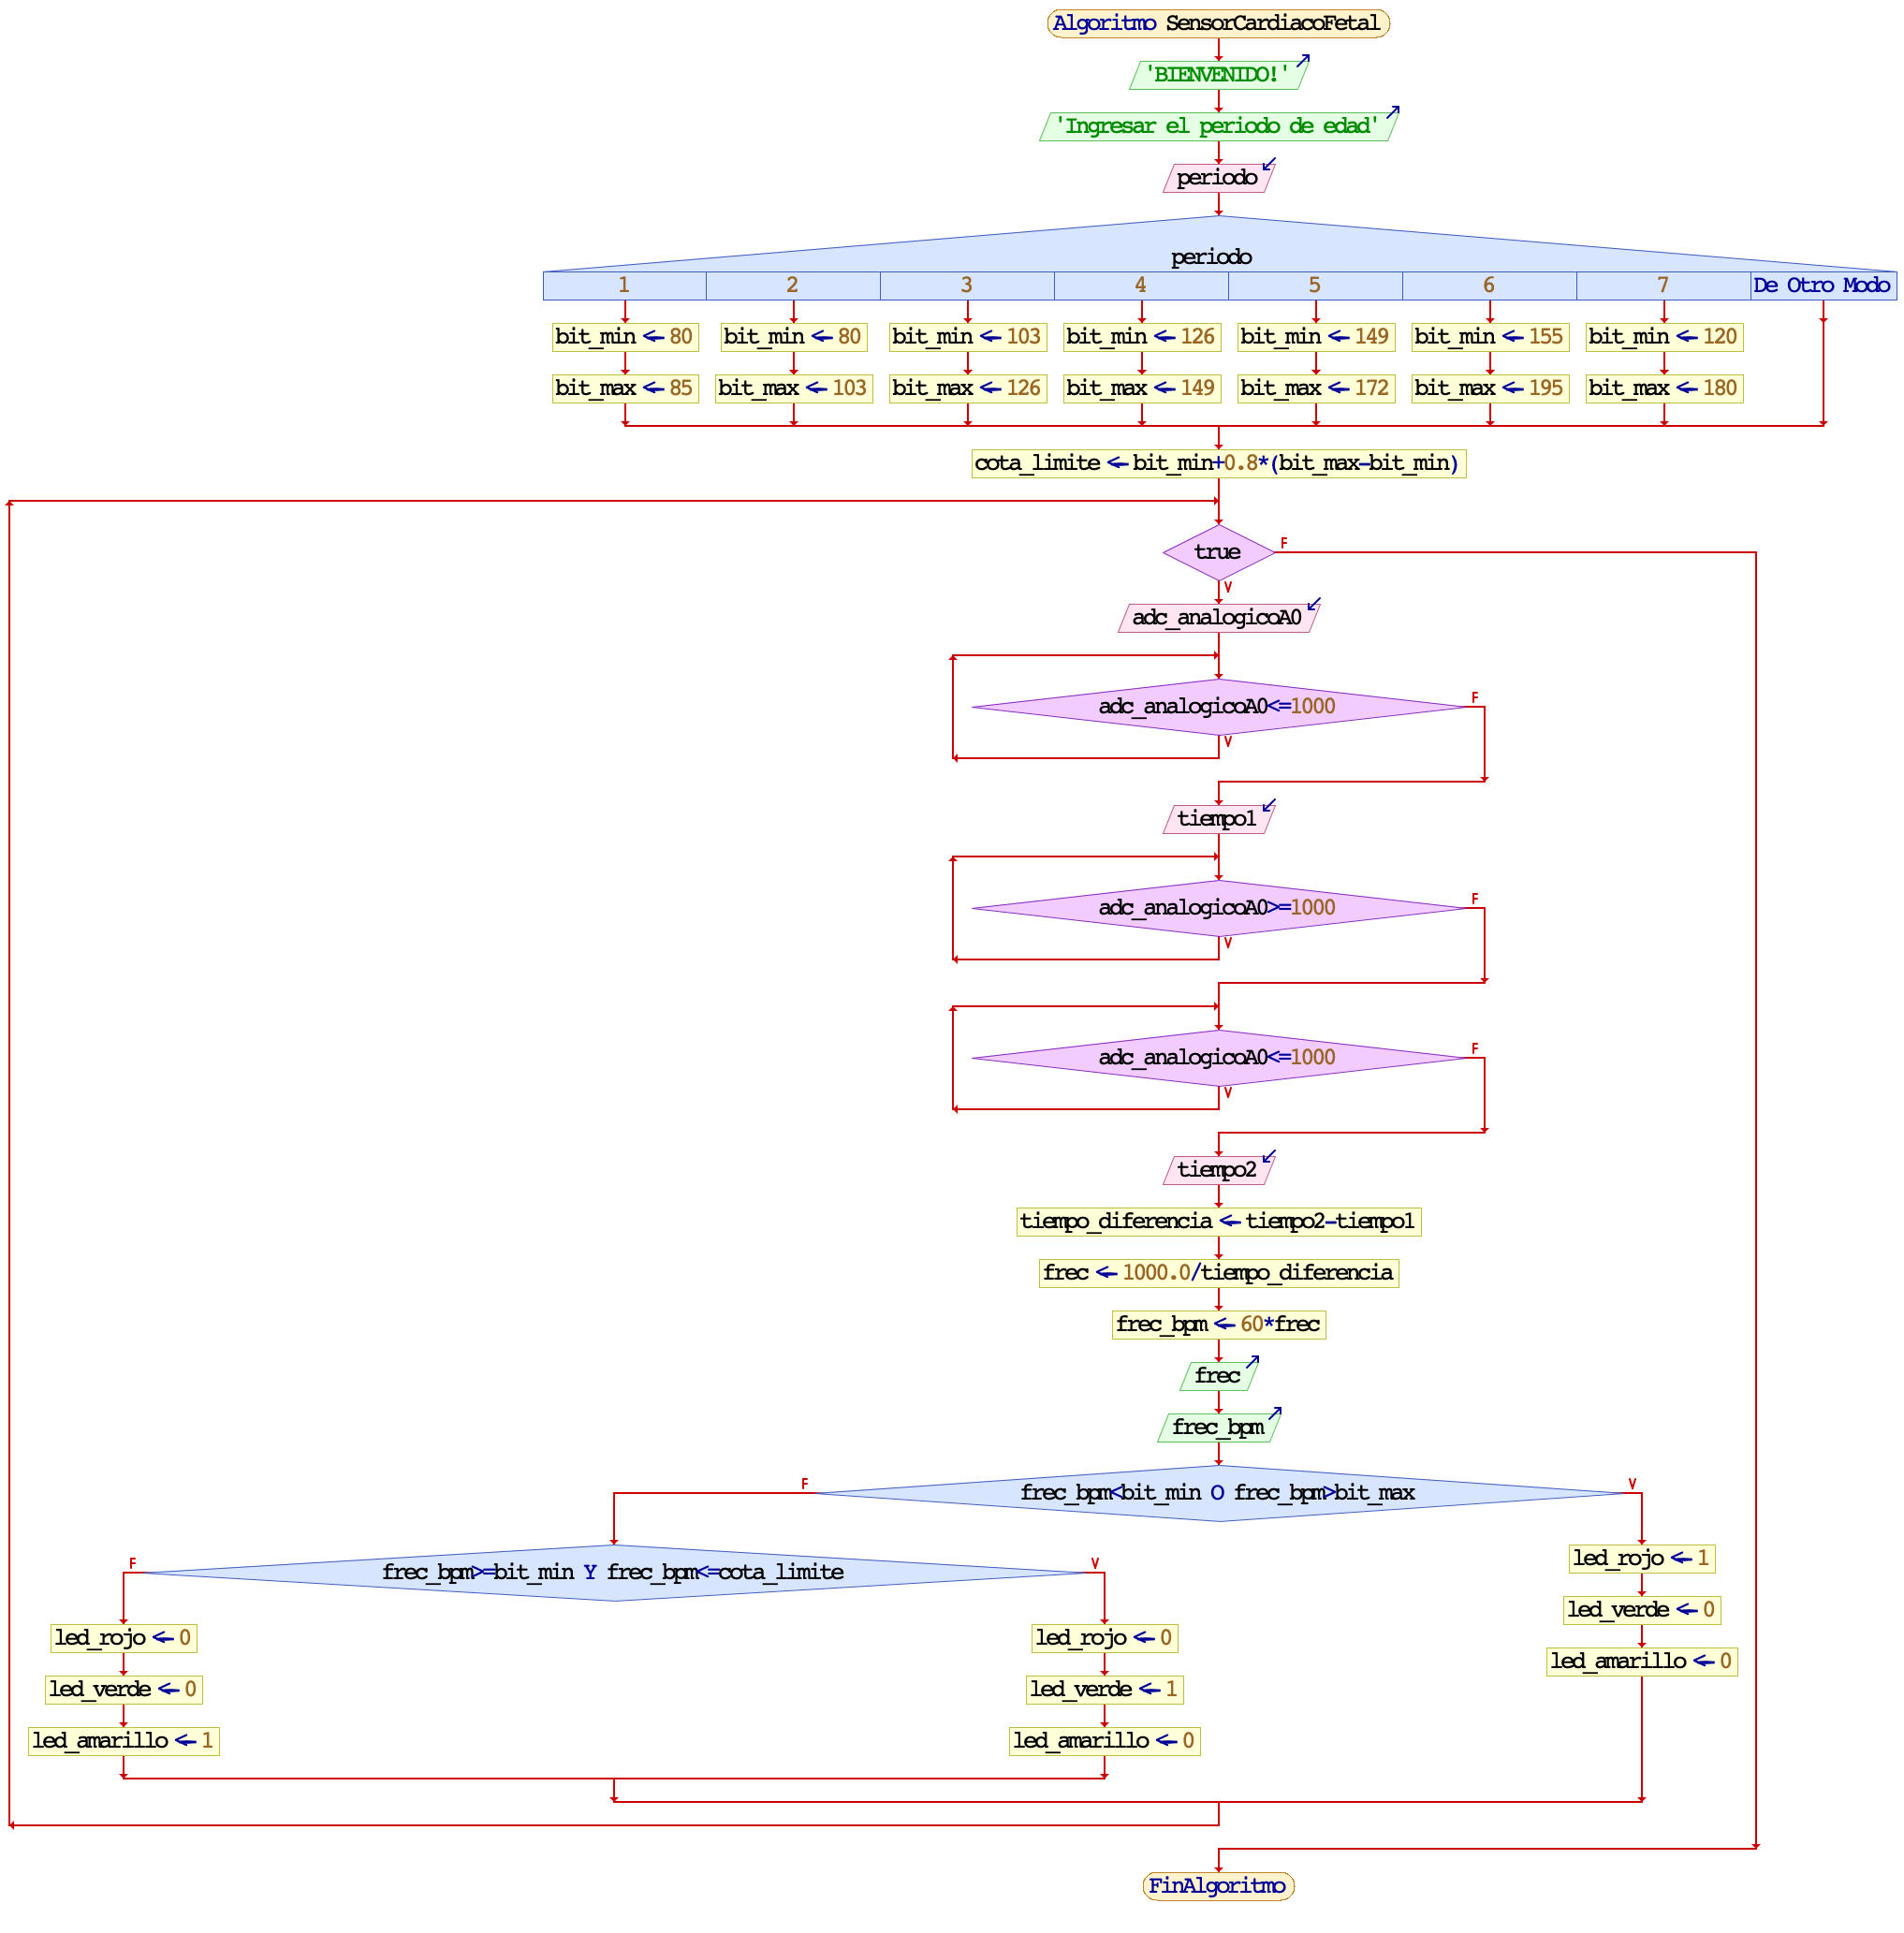 Algoritmo SensorCardiacoFetal
'BIENVENIDO!'
'Ingresar el periodo de edad'
periodo
periodo
1 2 3 4 5 6 7 De Otro Modo
bit_min ← 80 bit_min ← 80 bit_min ← 103 bit_min ← 126 bit_min ← 149 bit_min ← 155 bit_min ← 120
bit_max ← 85 bit_max ← 103 bit_max ← 126 bit_max ← 149 bit_max ← 172 bit_max ← 195 bit_max ← 180
cota_limite ← bit_min+0.8*(bit_max-bit_min)
true F
V
adc_analogicoA0
adc_analogicoA0<=1000 F
V
tiempo1
adc_analogicoA0>=1000 F
V
adc_analogicoA0<=1000 F
V
tiempo2
tiempo_diferencia ← tiempo2-tiempo1
frec ← 1000.0/tiempo_diferencia
frec_bpm ← 60*frec
frec
frec_bpm
F frec_bpm<bit_min O frec_bpm>bit_max V
F frec_bpm>=bit_min Y frec_bpm<=cota_limite V
led_rojo ← 1
led_verde ← 0
led_amarillo ← 0
led_rojo ← 0 led_rojo ← 0
led_verde ← 0 led_verde ← 1
led_amarillo ← 1 led_amarillo ← 0
FinAlgoritmo